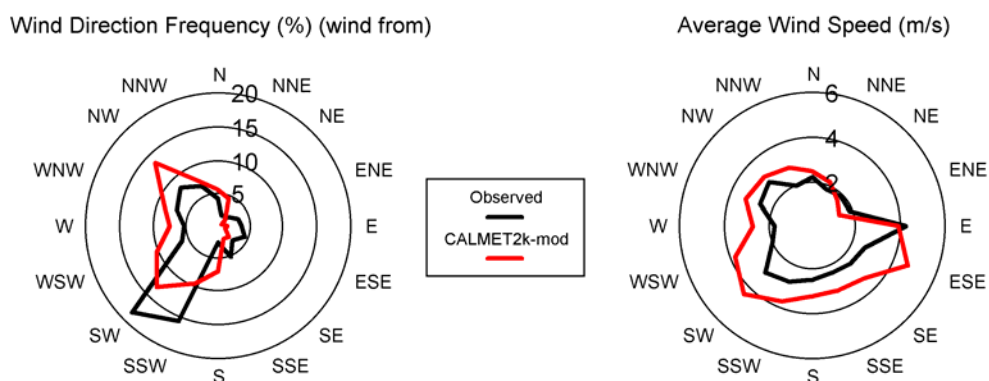 Wind Direction Frequency (%) (wind from)
N
NNE
NE
ENE
E
ESE
SE
SSE
S
SSW
SW
WSW
W
WNW
NW
NNW
20
15
10
5
Observed
CALMET2k-mod
Average Wind Speed (m/s)
N
NNE
NE
ENE
E
ESE
SE
SSE
S
SSW
SW
WSW
W
WNW
NW
NNW
6
4
2